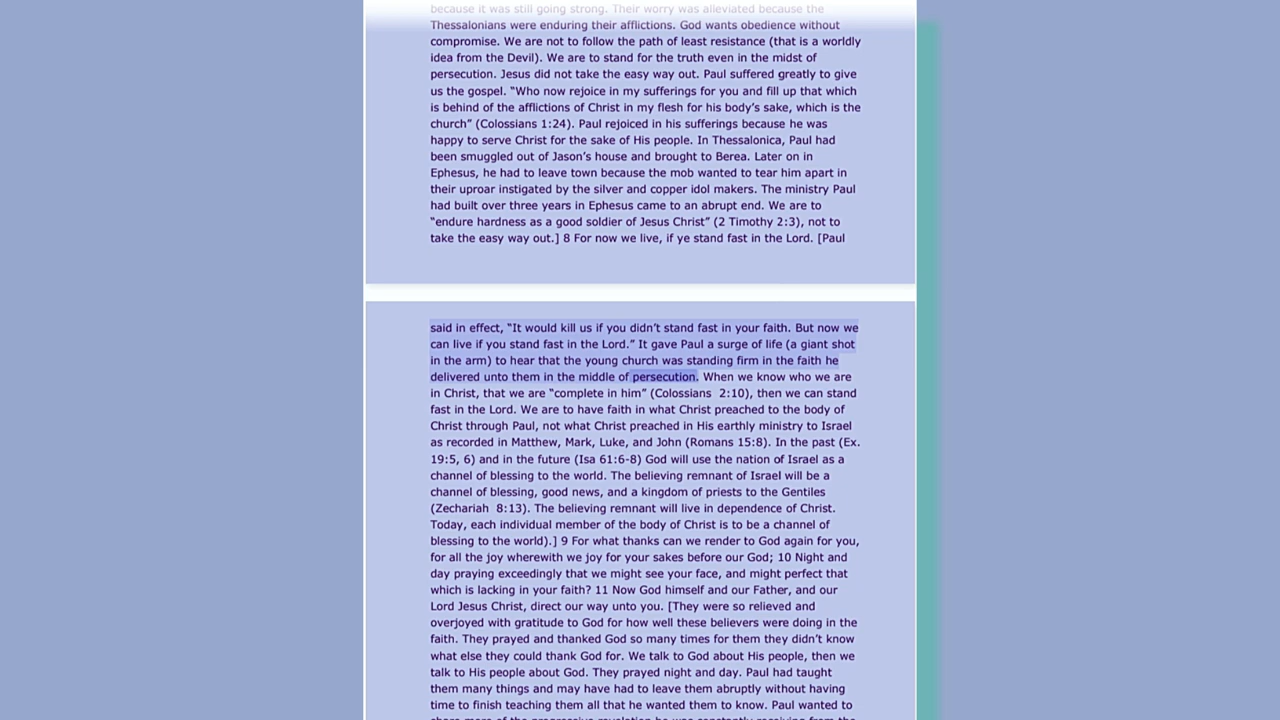 because it was still going strong. Their worry was alleviated because the
Thessalonians were enduring their afflictions. God wants obedience without
compromise. We are not to follow the path of least resistance (that is a worldly
idea from the Devil). We are to stand for the truth even in the midst of
persecution. Jesus did not take the easy way out. Paul suffered greatly to give
us the gospel. “Who now rejoice in my sufferings for you and fill up that which
is behind of the afflictions of Christ in my flesh for his body’s sake, which is the
church” (Colossians 1:24). Paul rejoiced in his sufferings because he was
happy to serve Christ for the sake of His people. In Thessalonica, Paul had
been smuggled out of Jason’s house and brought to Berea. Later on in
Ephesus, he had to leave town because the mob wanted to tear him apart in
their uproar instigated by the silver and copper idol makers. The ministry Paul
had built over three years in Ephesus came to an abrupt end. We are to
“endure hardness as a good soldier of Jesus Christ” (2 Timothy 2:3), not to
take the easy way out.] 8 For now we live, if ye stand fast in the Lord. [Paul
said in effect, “It would kill us if you didn’t stand fast in your faith. But now we
can live if you stand fast in the Lord.” It gave Paul a surge of life (a giant shot
in the arm) to hear that the young church was standing firm in the faith he
delivered unto them in the middle of persecution. When we know who we are
in Christ, that we are “complete in him” (Colossians 2:10), then we can stand
fast in the Lord. We are to have faith in what Christ preached to the body of
Christ through Paul, not what Christ preached in His earthly ministry to Israel
as recorded in Matthew, Mark, Luke, and John (Romans 15:8). In the past (Ex.
19:5, 6) and in the future (Isa 61:6-8) God will use the nation of Israel as a
channel of blessing to the world. The believing remnant of Israel will be a
channel of blessing, good news, and a kingdom of priests to the Gentiles
(Zechariah 8:13). The believing remnant will live in dependence of Christ.
Today, each individual member of the body of Christ is to be a channel of
blessing to the world).] 9 For what thanks can we render to God again for you,
for all the joy wherewith we joy for your sakes before our God; 10 Night and
day praying exceedingly that we might see your face, and might perfect that
which is lacking in your faith? 11 Now God himself and our Father, and our
Lord Jesus Christ, direct our way unto you. [They were so relieved and
overjoyed with gratitude to God for how well these believers were doing in the
faith. They prayed and thanked God so many times for them they didn’t know
what else they could thank God for. We talk to God about His people, then we
talk to His people about God. They prayed night and day. Paul had taught
them many things and may have had to leave them abruptly without having
time to finish teaching them all that he wanted them to know. Paul wanted to
share more of the progressive revelation he was constantly receiving from the